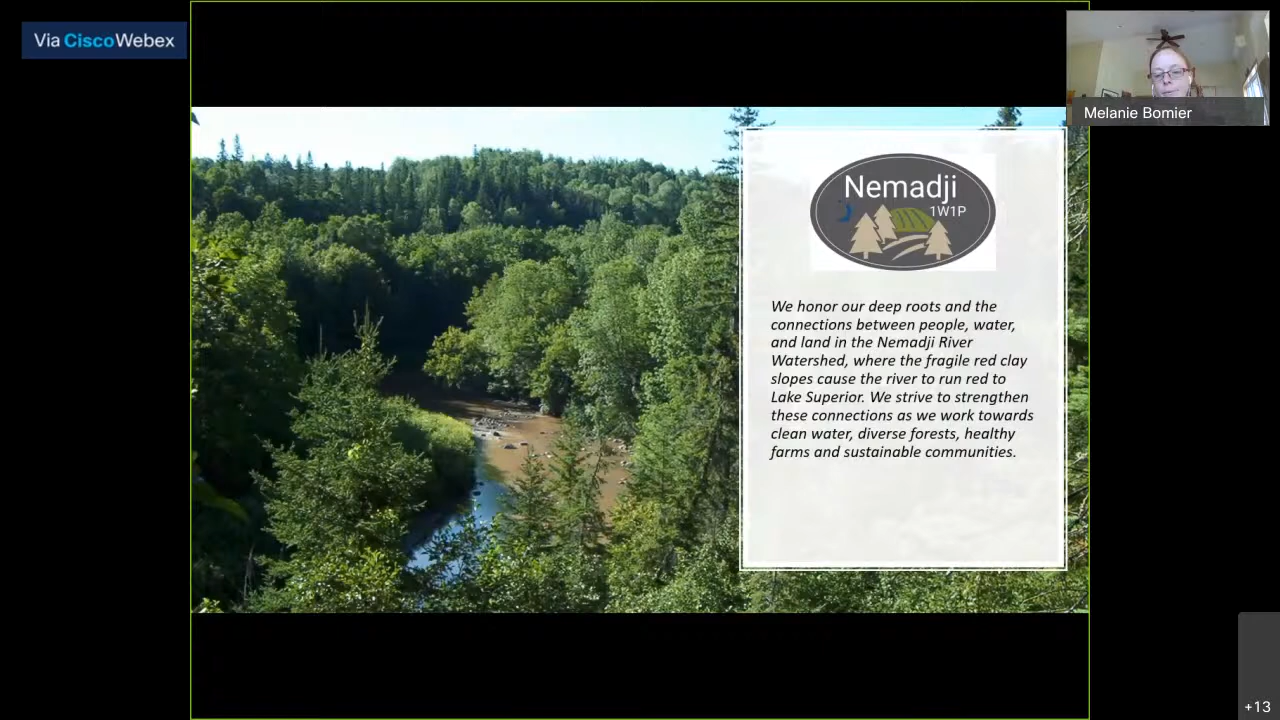 Via Cisco Webex
Melanie Bomier
Nemadji
1W1P
We honor our deep roots and the
connections between people, water,
and land in the Nemadji River
Watershed, where the fragile red clay
slopes cause the river to run red to
Lake Superior. We strive to strengthen
these connections as we work towards
clean water, diverse forests, healthy
farms and sustainable communities.
+13